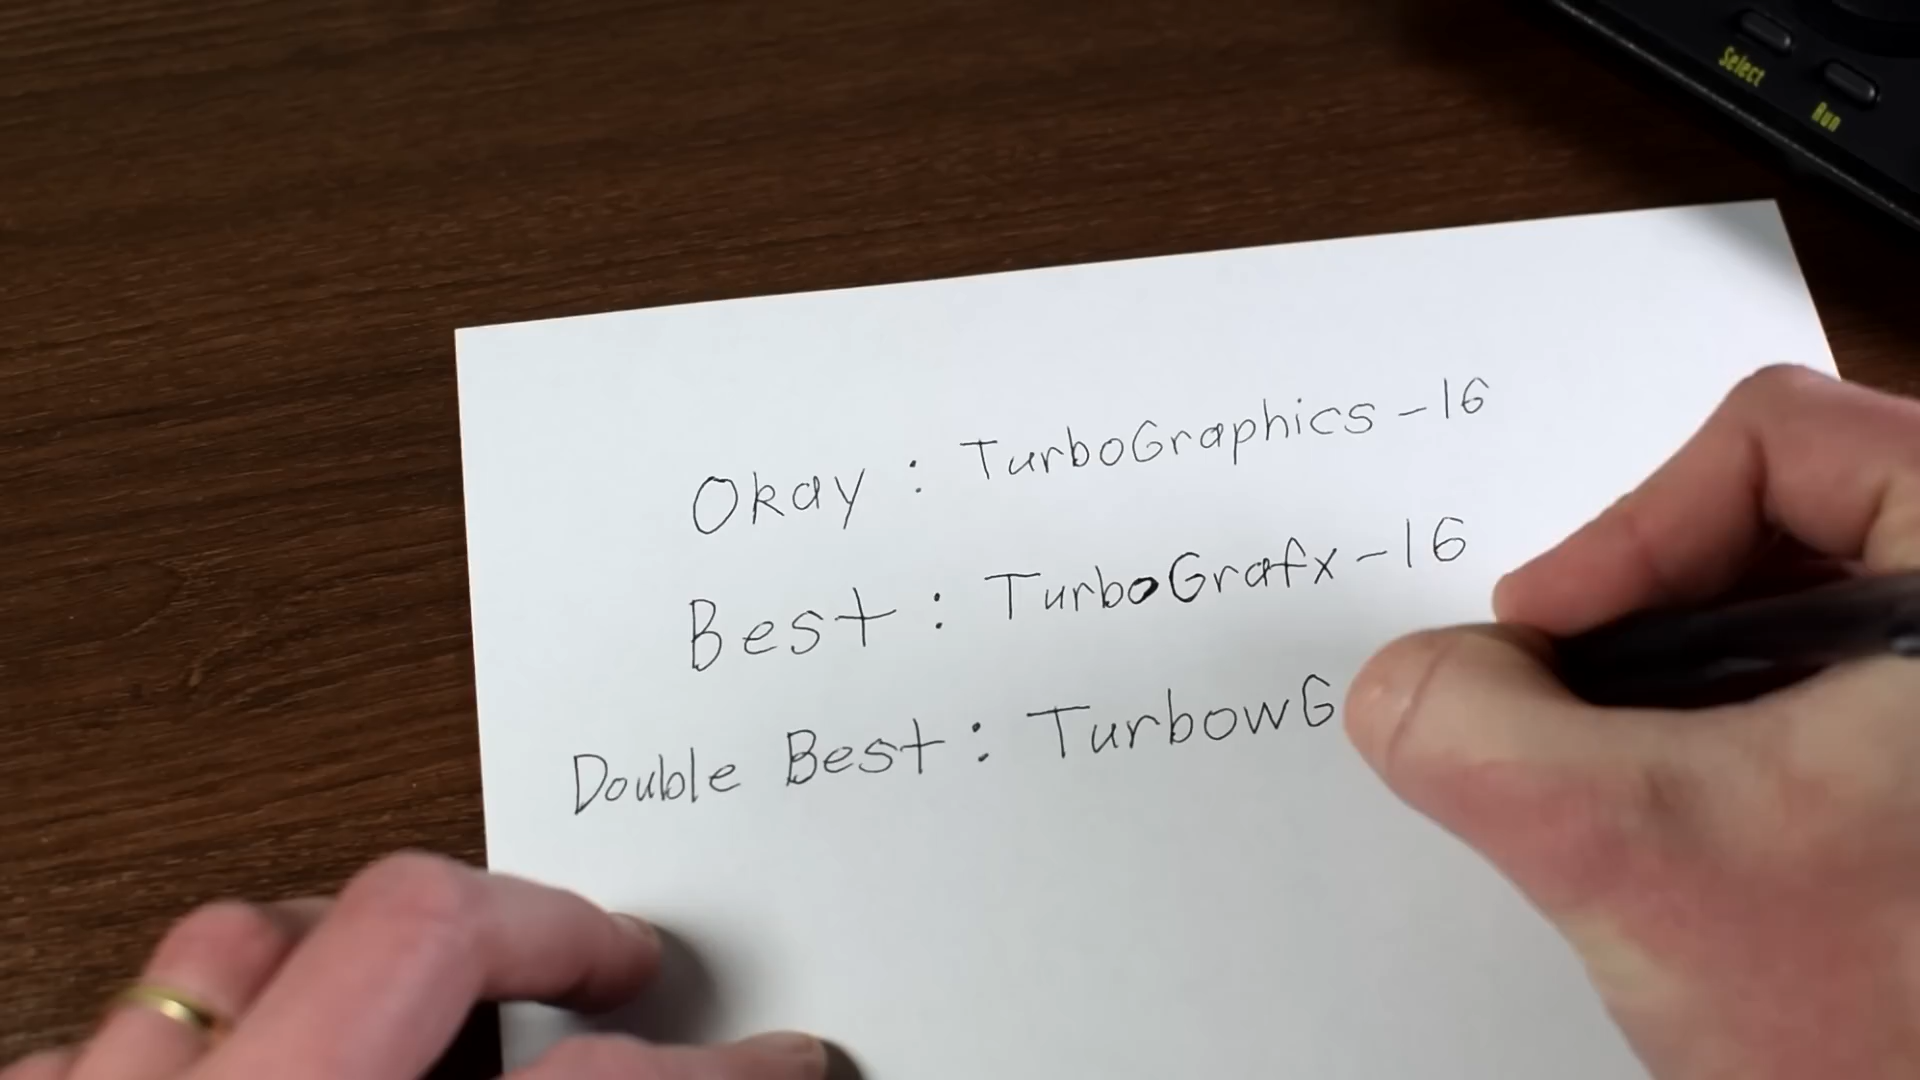 Select
Run
Okay : TurboGraphics-16
Best : TurboGrafx-16
Double Best : TurbowG